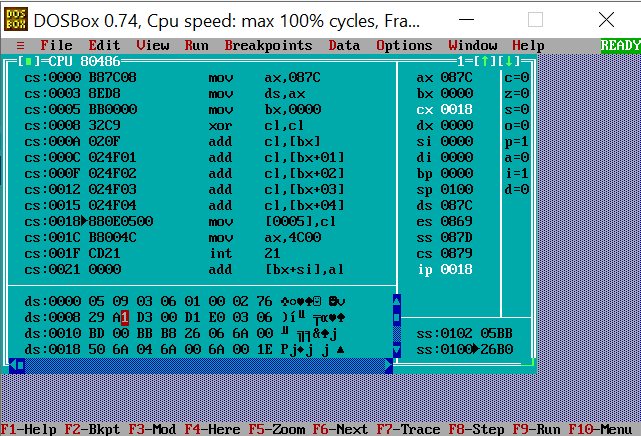 DOSBox 0.74, Cpu speed: max 100% cycles, Fra...
≡ File Edit View Run Breakpoints Data Options Window Help READY
[■]=CPU 80486 1=[↑][↓]
cs:0000 B87C08 mov ax,087C ax 087C c=0
cs:0003 8ED8 mov ds,ax bx 0000 z=0
cs:0005 BB0000 mov bx,0000 cx 0018 s=0
cs:0008 32C9 xor cl,cl dx 0000 o=0
cs:000A 020F add cl,[bx] si 0000 p=1
cs:000C 024F01 add cl,[bx+01] di 0000 a=0
cs:000F 024F02 add cl,[bx+02] bp 0000 i=1
cs:0012 024F03 add cl,[bx+03] sp 0100 d=0
cs:0015 024F04 add cl,[bx+04] ds 087C
cs:0018►880E0500 mov [0005],cl es 0869
cs:001C B8004C mov ax,4C00 ss 087D
cs:001F CD21 int 21 cs 0879
cs:0021 0000 add [bx+si],al ip 0018
ds:0000 05 09 03 06 01 00 02 76 ♣○♥♠☺ ☻v
ds:0008 29 A1 D3 00 D1 E0 03 06 )í╙ ╤α♥♠
ds:0010 BD 00 BB B8 26 06 6A 00 ╜ ╗╕&♠j
ds:0018 50 6A 04 6A 00 6A 00 1E Pj♦j j ▲
ss:0102 05BB
ss:0100►26B0
F1-Help F2-Bkpt F3-Mod F4-Here F5-Zoom F6-Next F7-Trace F8-Step F9-Run F10-Menu